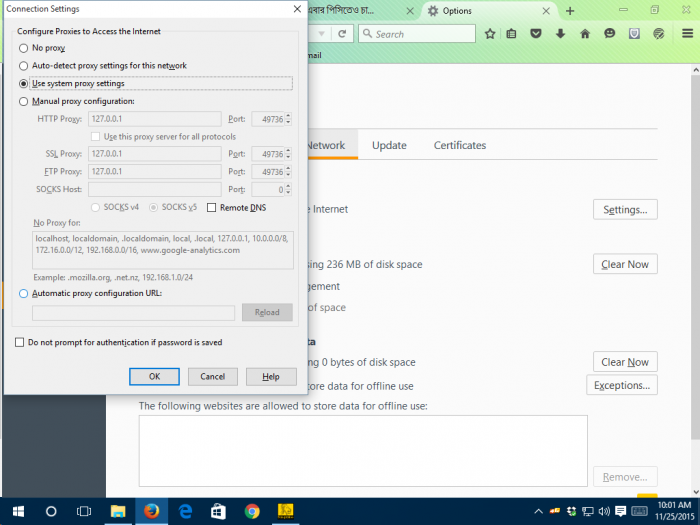 Connection Settings
Configure Proxies to Access the Internet
No proxy
Auto-detect proxy settings for this network
Use system proxy settings
Manual proxy configuration:
HTTP Proxy: 127.0.0.1 Port: 49736
Use this proxy server for all protocols
SSL Proxy: 127.0.0.1 Port: 49736
FTP Proxy: 127.0.0.1 Port: 49736
SOCKS Host: Port: 0
SOCKS v4 SOCKS v5 Remote DNS
No Proxy for:
localhost, localdomain, .localdomain, local, .local, 127.0.0.1, 10.0.0.0/8,
172.16.0.0/12, 192.168.0.0/16, www.google-analytics.com
Example: .mozilla.org, .net.nz, 192.168.1.0/24
Automatic proxy configuration URL:
Reload
Do not prompt for authentication if password is saved
OK Cancel Help
এবার পিসিতেও চা... Options
Search
mail
Network Update Certificates
e Internet Settings...
sing 236 MB of disk space Clear Now
gement
of space
ta
ng 0 bytes of disk space Clear Now
tore data for offline use Exceptions...
The following websites are allowed to store data for offline use:
Remove...
10:01 AM
11/25/2015